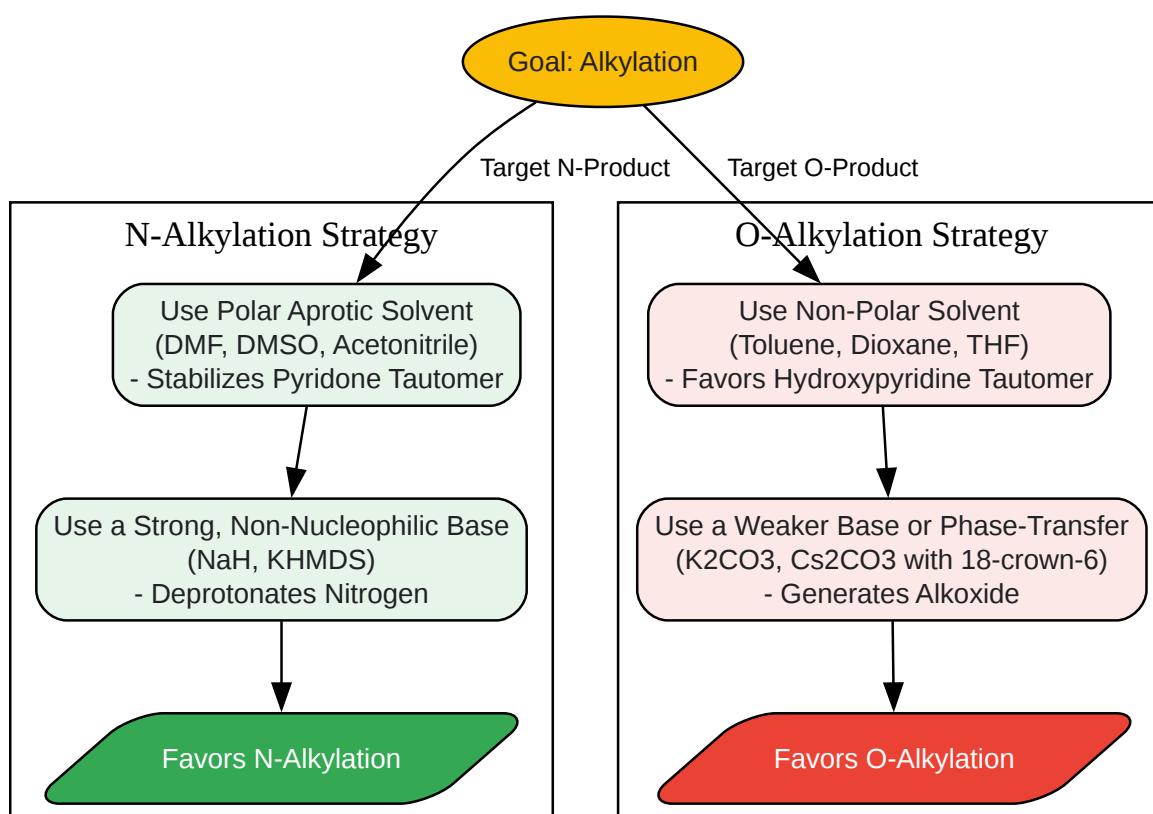 Goal: Alkylation
Target N-Product
Target O-Product
N-Alkylation Strategy
Use Polar Aprotic Solvent
(DMF, DMSO, Acetonitrile)
- Stabilizes Pyridone Tautomer
Use a Strong, Non-Nucleophilic Base
(NaH, KHMDS)
- Deprotonates Nitrogen
Favors N-Alkylation
O-Alkylation Strategy
Use Non-Polar Solvent
(Toluene, Dioxane, THF)
- Favors Hydroxypyridine Tautomer
Use a Weaker Base or Phase-Transfer
(K2CO3, Cs2CO3 with 18-crown-6)
- Generates Alkoxide
Favors O-Alkylation